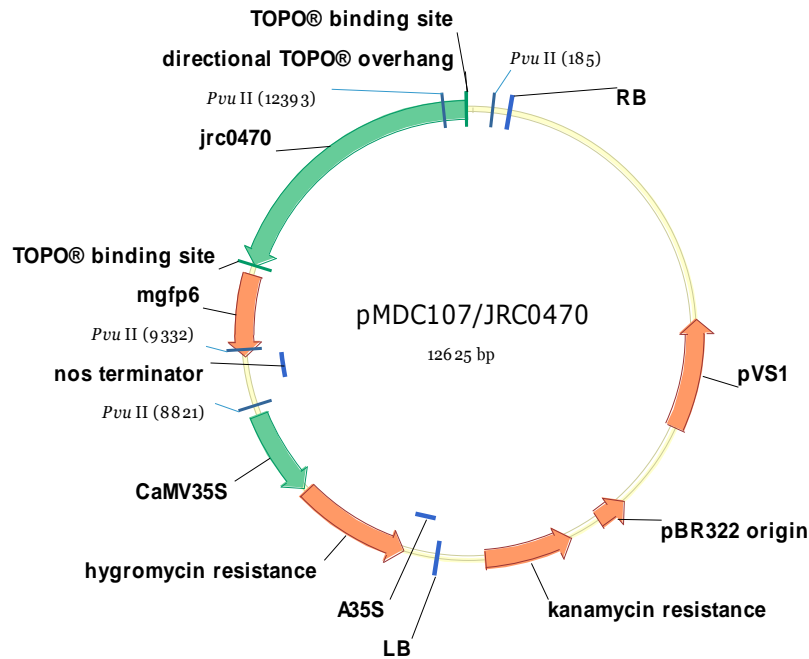 TOPO® binding site
directional TOPO® overhang
Pvu II (185)
Pvu II (12393)
RB
jrc0470
TOPO® binding site
mgfp6
pMDC107/JRC0470
Pvu II (9332)
12625 bp
nos terminator
pVS1
Pvu II (8821)
CaMV35S
pBR322 origin
hygromycin resistance
A35S
kanamycin resistance
LB